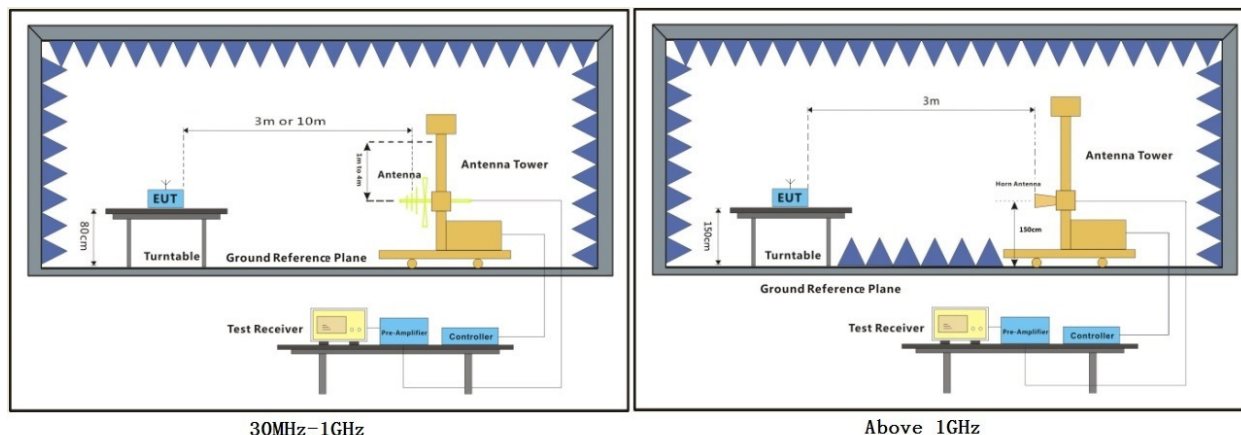 3m or 10m
1m to 4m
Antenna
Antenna Tower
EUT
80cm
Turntable
Ground Reference Plane
Test Receiver
Pre-Amplifier
Controller
30MHz-1GHz
3m
Antenna Tower
Horn Antenna
EUT
150cm
150cm
Turntable
Ground Reference Plane
Test Receiver
Pre-Amplifier
Controller
Above 1GHz